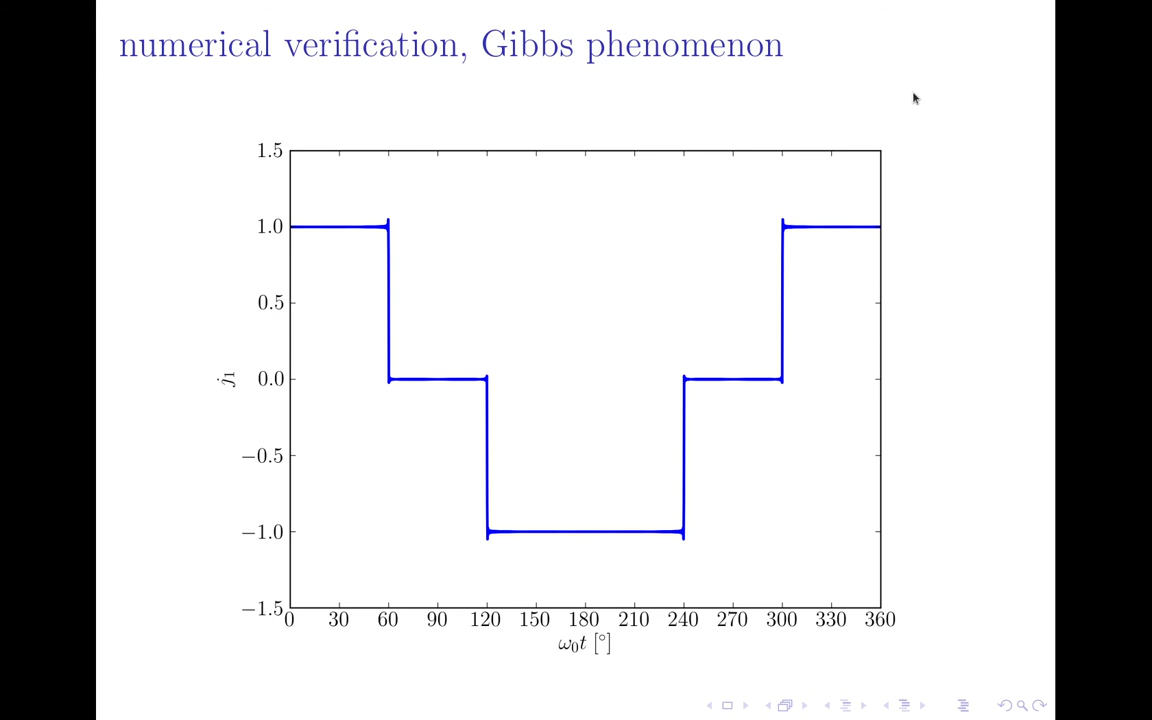 numerical verification, Gibbs phenomenon
1.5
1.0
0.5
0.0
−0.5
−1.0
−1.5
j₁
0 30 60 90 120 150 180 210 240 270 300 330 360
ω₀t [°]